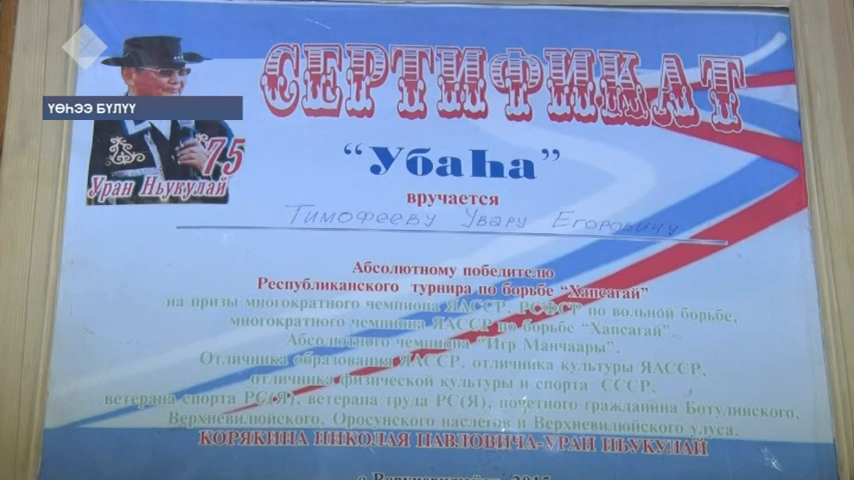 СЕРТИФИКАТ
ҮӨҺЭЭ БҮЛҮҮ
75
Уран Ньукулай
“Убаһа”
вручается
Тимофееву Увару Егоровичу
Абсолютному победителю
Республиканского турнира по борьбе “Хапсагай”
на призы многократного чемпиона ЯАССР, РСФСР по вольной борьбе,
многократного чемпиона ЯАССР по борьбе “Хапсагай”.
Абсолютного чемпиона “Игр Манчаары”.
Отличника образования ЯАССР, отличника культуры ЯАССР,
отличника физической культуры и спорта СССР,
ветерана спорта РС(Я), ветерана труда РС(Я), почетного гражданина Ботулинского,
Верхневилюйского, Оросунского наслегов и Верхневилюйского улуса.
КОРЯКИНА НИКОЛАЯ ПАВЛОВИЧА-УРАН НЬУКУЛАЙ